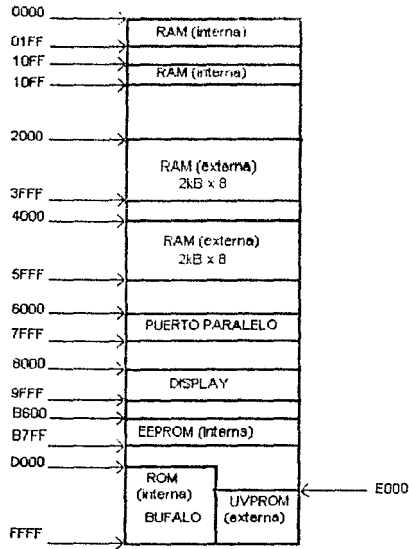 0000
RAM (interna)
01FF
10FF
RAM (interna)
10FF
2000
RAM (externa)
2kB x 8
3FFF
4000
RAM (externa)
2kB x 8
5FFF
6000
PUERTO PARALELO
7FFF
8000
DISPLAY
9FFF
B600
EEPROM (Interna)
B7FF
D000
ROM
(interna)
BUFALO
UVPROM
(externa)
E000
FFFF